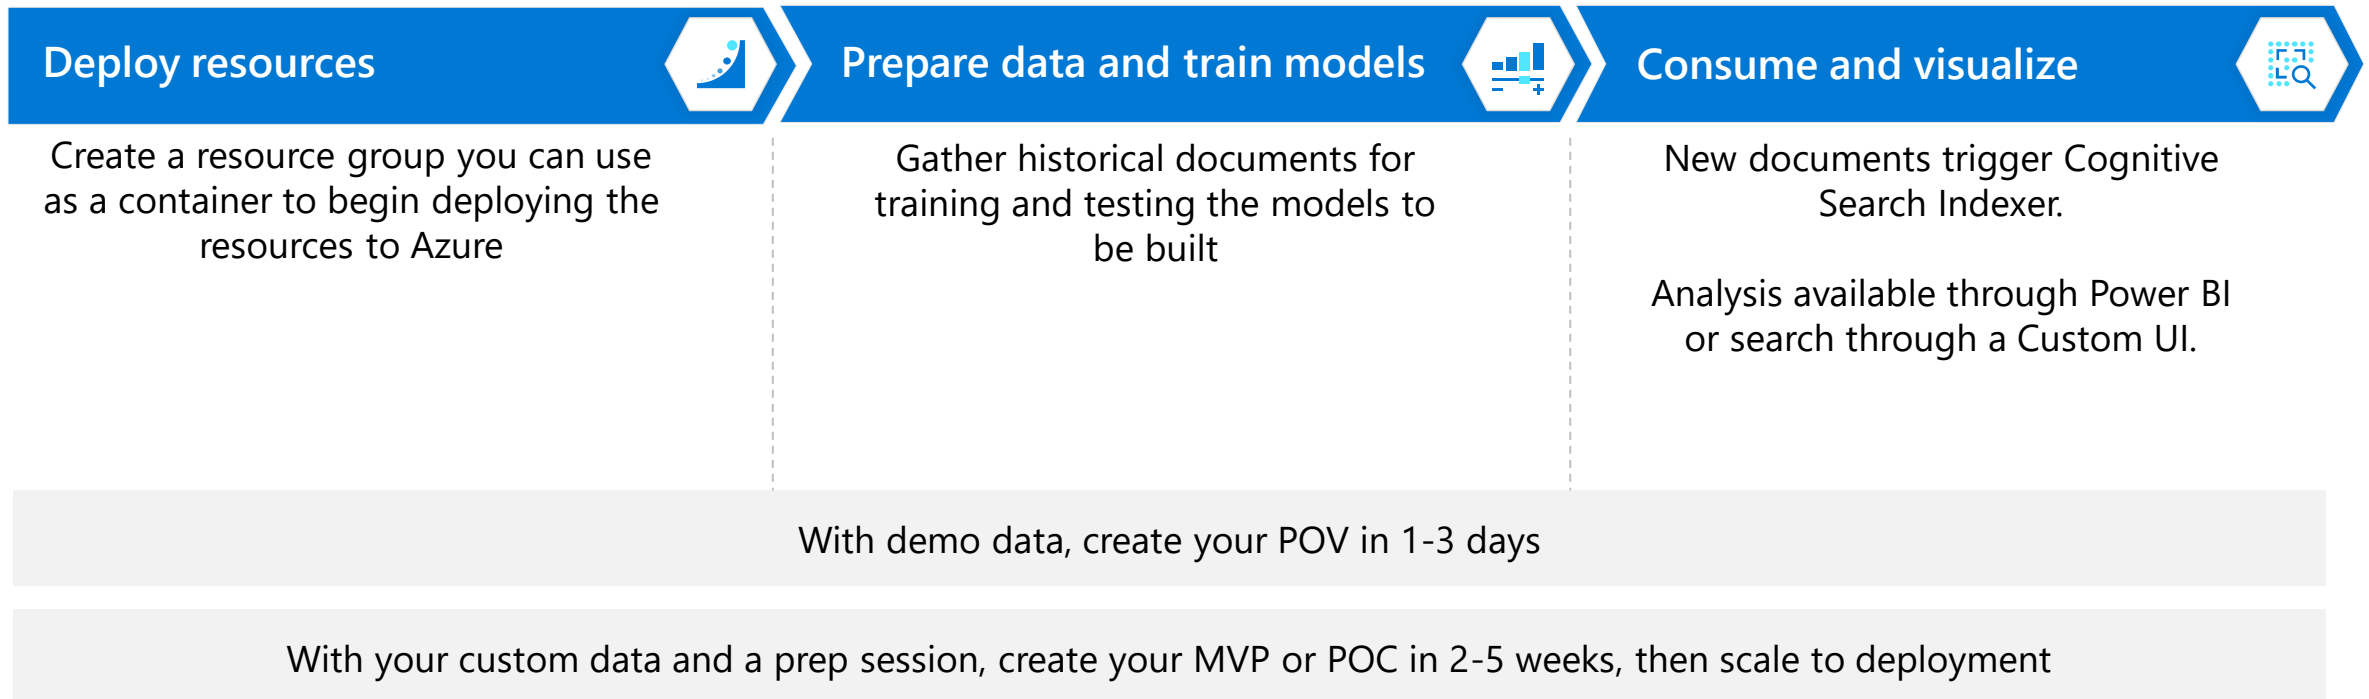 Deploy resources
Create a resource group you can use
as a container to begin deploying the
resources to Azure
Prepare data and train models
Gather historical documents for
training and testing the models to
be built
Consume and visualize
New documents trigger Cognitive
Search Indexer.
Analysis available through Power BI
or search through a Custom UI.
With demo data, create your POV in 1-3 days
With your custom data and a prep session, create your MVP or POC in 2-5 weeks, then scale to deployment